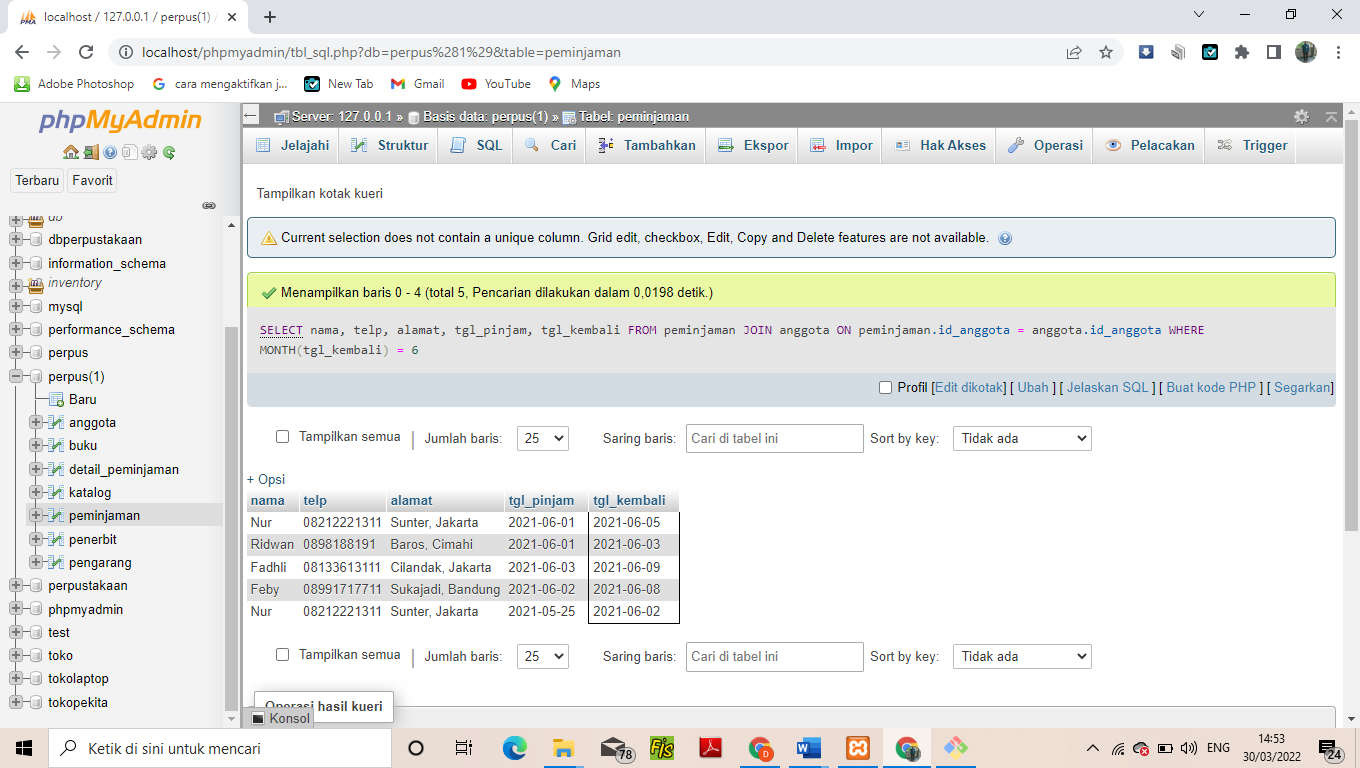 localhost / 127.0.0.1 / perpus(1) /
localhost/phpmyadmin/tbl_sql.php?db=perpus%281%29&table=peminjaman
Adobe Photoshop
cara mengaktifkan j...
New Tab
Gmail
YouTube
Maps
phpMyAdmin
Terbaru
Favorit
db
dbperpustakaan
information_schema
inventory
mysql
performance_schema
perpus
perpus(1)
Baru
anggota
buku
detail_peminjaman
katalog
peminjaman
penerbit
pengarang
perpustakaan
phpmyadmin
test
toko
tokolaptop
tokopekita
Server: 127.0.0.1 » Basis data: perpus(1) » Tabel: peminjaman
Jelajahi Struktur SQL Cari Tambahkan Ekspor Impor Hak Akses Operasi Pelacakan Trigger
Tampilkan kotak kueri
Current selection does not contain a unique column. Grid edit, checkbox, Edit, Copy and Delete features are not available.
Menampilkan baris 0 - 4 (total 5, Pencarian dilakukan dalam 0,0198 detik.)
SELECT nama, telp, alamat, tgl_pinjam, tgl_kembali FROM peminjaman JOIN anggota ON peminjaman.id_anggota = anggota.id_anggota WHERE
MONTH(tgl_kembali) = 6
Profil [Edit dikotak] [ Ubah ] [ Jelaskan SQL ] [ Buat kode PHP ] [ Segarkan]
Tampilkan semua | Jumlah baris: 25 Saring baris: Cari di tabel ini Sort by key: Tidak ada
+ Opsi
nama telp alamat tgl_pinjam tgl_kembali
Nur 08212221311 Sunter, Jakarta 2021-06-01 2021-06-05
Ridwan 0898188191 Baros, Cimahi 2021-06-01 2021-06-03
Fadhli 08133613111 Cilandak, Jakarta 2021-06-03 2021-06-09
Feby 08991717711 Sukajadi, Bandung 2021-06-02 2021-06-08
Nur 08212221311 Sunter, Jakarta 2021-05-25 2021-06-02
Tampilkan semua | Jumlah baris: 25 Saring baris: Cari di tabel ini Sort by key: Tidak ada
Operasi hasil kueri
Konsol
Ketik di sini untuk mencari
78
ENG
14:53
30/03/2022
24